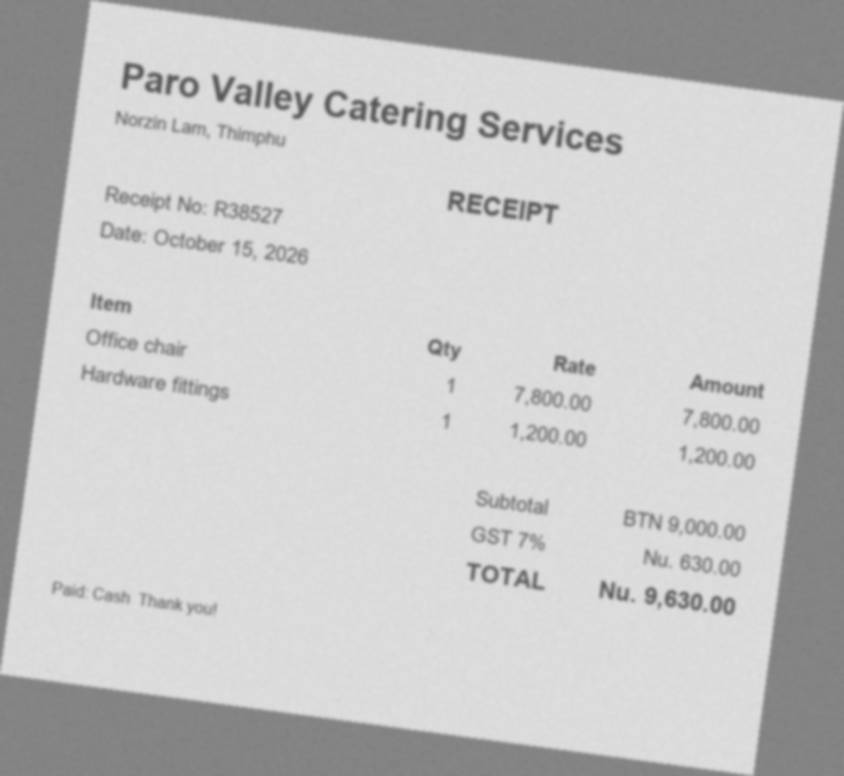 Paro Valley Catering Services
Norzin Lam, Thimphu
RECEIPT
Receipt No: R38527
Date: October 15, 2026
Item Qty Rate Amount
Office chair 1 7,800.00 7,800.00
Hardware fittings 1 1,200.00 1,200.00
Subtotal BTN 9,000.00
GST 7% Nu. 630.00
TOTAL Nu. 9,630.00
Paid: Cash Thank you!